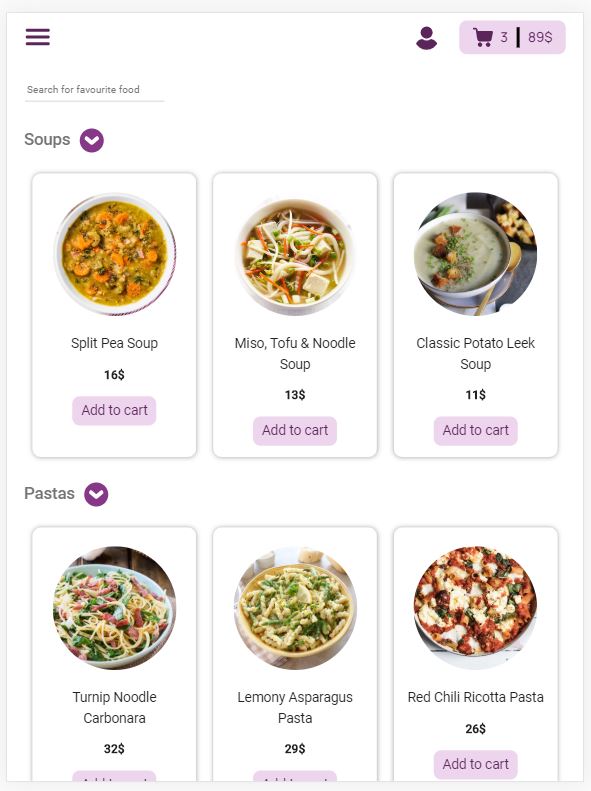 3 | 89$
Search for favourite food
Soups
Split Pea Soup
16$
Add to cart
Miso, Tofu & Noodle
Soup
13$
Add to cart
Classic Potato Leek
Soup
11$
Add to cart
Pastas
Turnip Noodle
Carbonara
32$
Lemony Asparagus
Pasta
29$
Red Chili Ricotta Pasta
26$
Add to cart